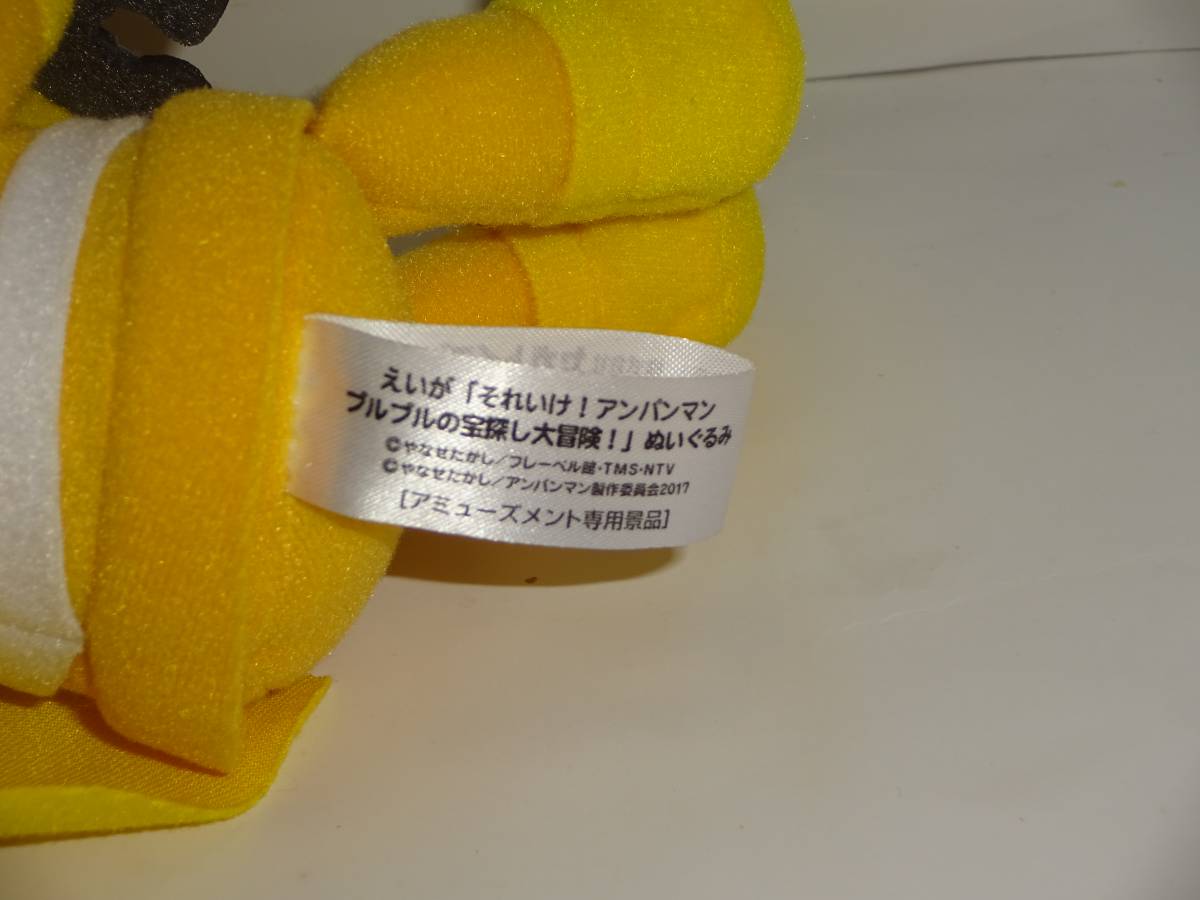 えいが「それいけ！アンパンマン
ブルブルの宝探し大冒険！」ぬいぐるみ
©やなせたかし／フレーベル館・TMS・NTV
©やなせたかし／アンパンマン製作委員会2017
［アミューズメント専用景品］